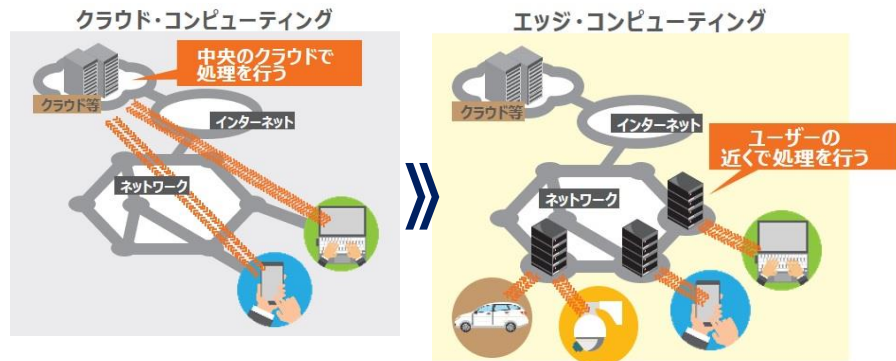 クラウド・コンピューティング
中央のクラウドで
処理を行う
クラウド等
インターネット
ネットワーク
エッジ・コンピューティング
クラウド等
インターネット
ユーザーの
近くで処理を行う
ネットワーク